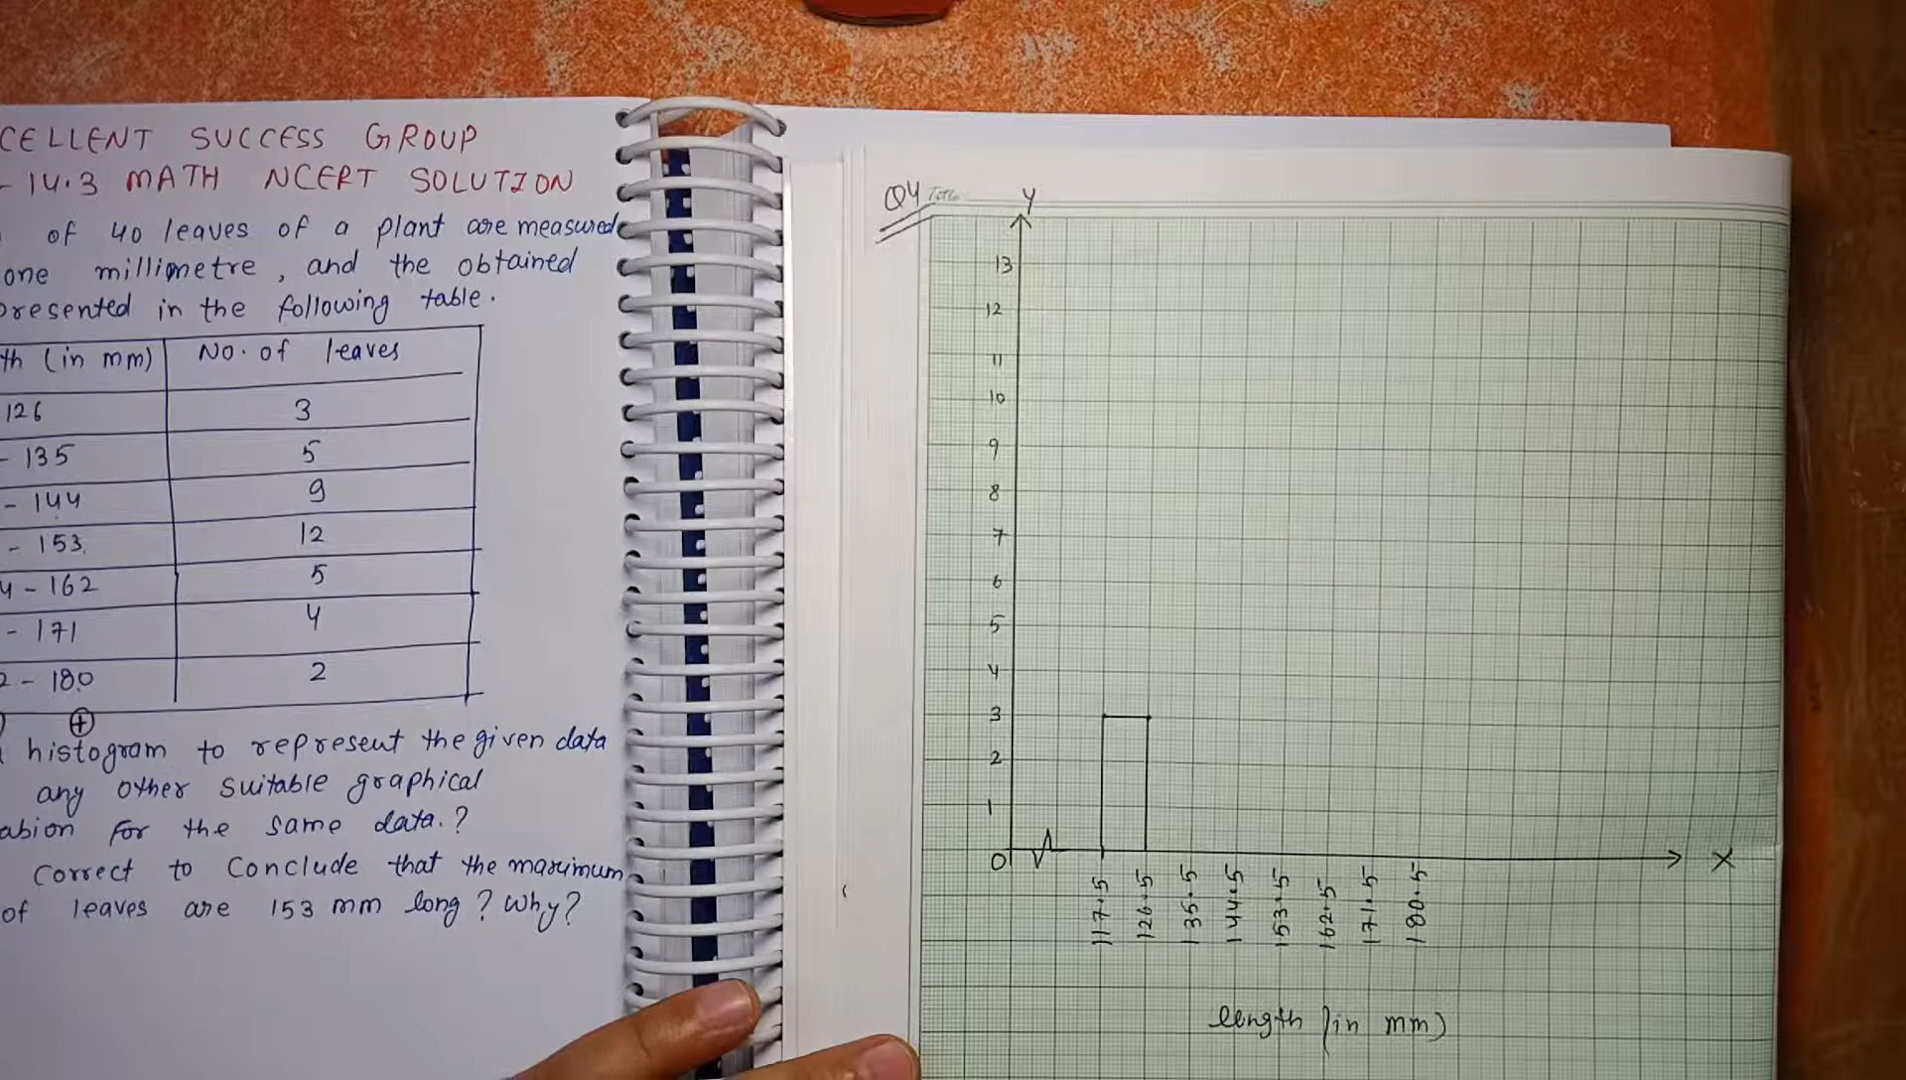 CELLENT SUCCESS GROUP
- 14.3 MATH NCERT SOLUTION
of 40 leaves of a plant are measured
one millimetre, and the obtained
presented in the following table.
th (in mm) No. of leaves
126 3
- 135 5
- 144 9
- 153. 12
4 - 162 5
- 171 4
2 - 180 2
histogram to represent the given data
any other suitable graphical
for the same data.?
correct to conclude that the maximum
of leaves are 153 mm long? Why?
Q4
Y
13
12
11
10
9
8
7
6
5
4
3
2
1
0
X
117.5 126.5 135.5 144.5 153.5 162.5 171.5 180.5
length (in mm)